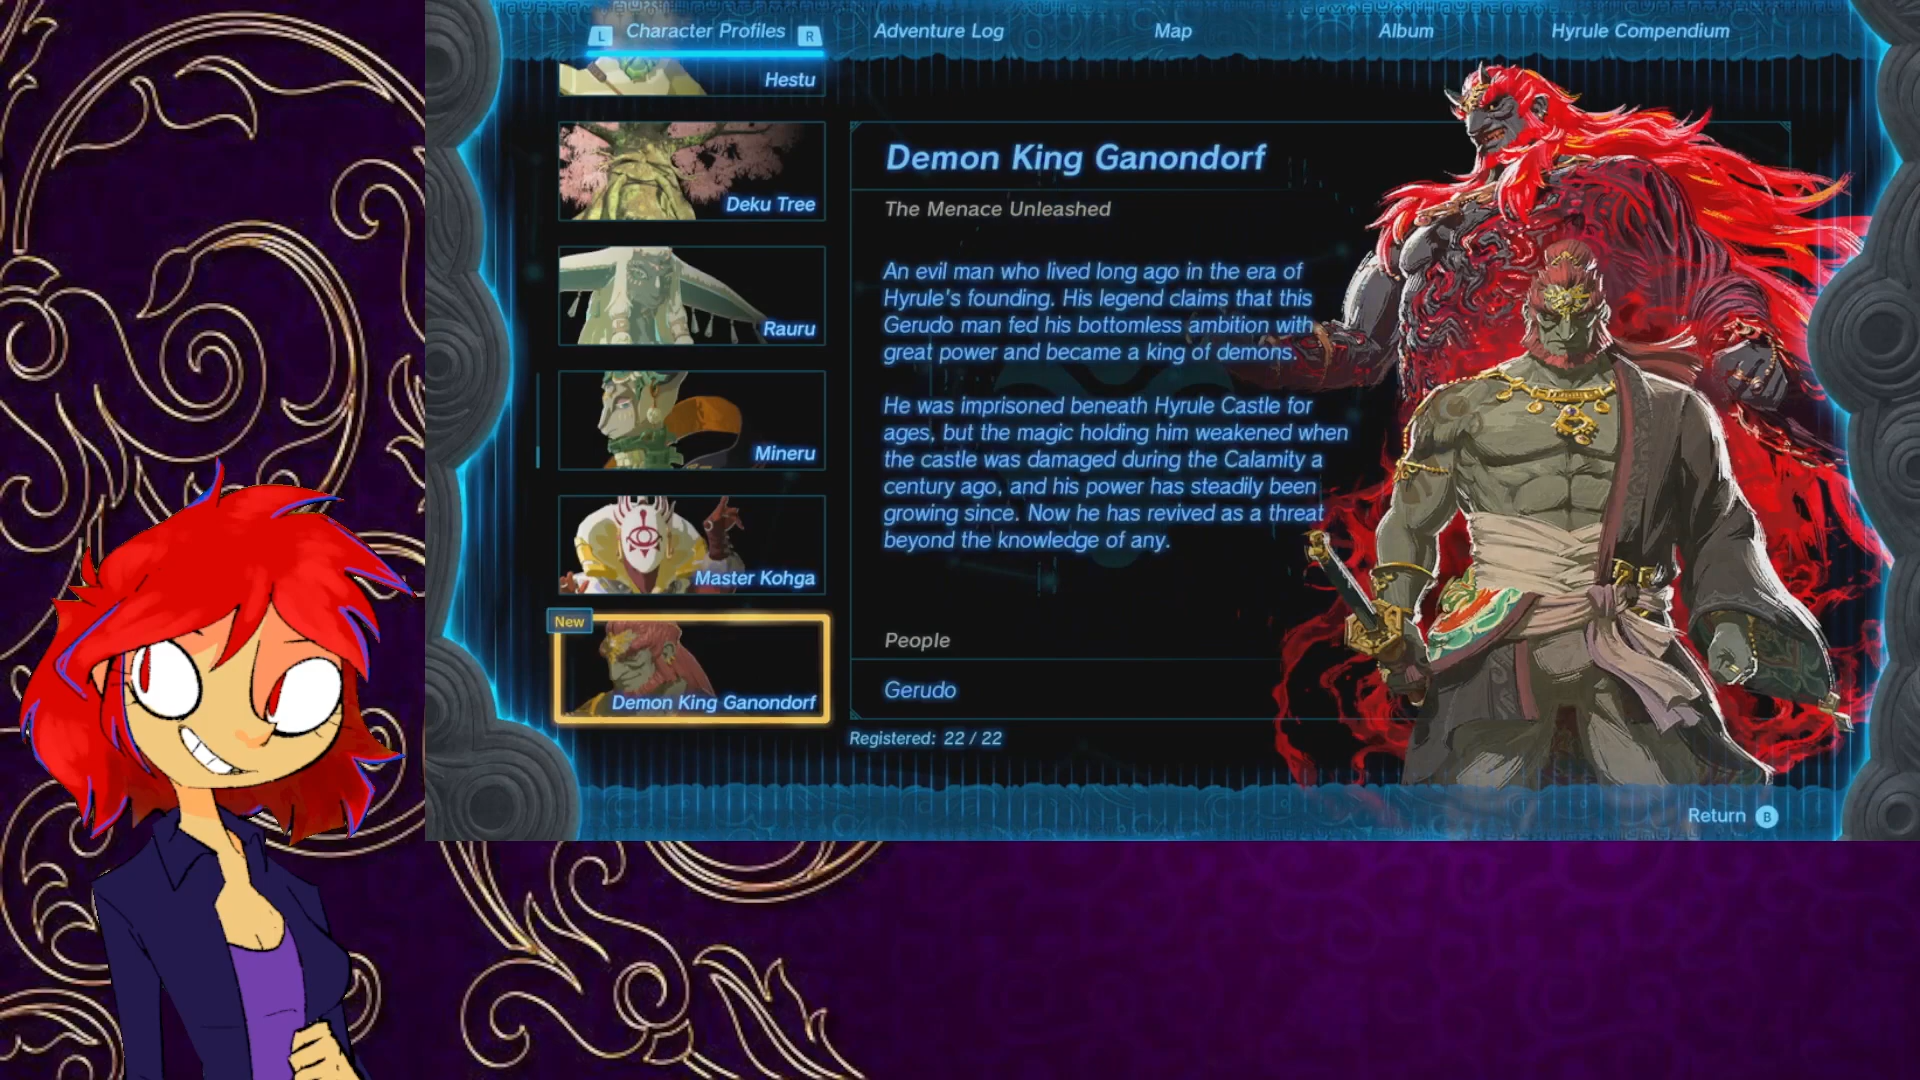 L Character Profiles R Adventure Log Map Album Hyrule Compendium
Hestu
Deku Tree
Rauru
Mineru
Master Kohga
New
Demon King Ganondorf
Demon King Ganondorf
The Menace Unleashed
An evil man who lived long ago in the era of
Hyrule's founding. His legend claims that this
Gerudo man fed his bottomless ambition with
great power and became a king of demons.
He was imprisoned beneath Hyrule Castle for
ages, but the magic holding him weakened when
the castle was damaged during the Calamity a
century ago, and his power has steadily been
growing since. Now he has revived as a threat
beyond the knowledge of any.
People
Gerudo
Registered: 22 / 22
Return B